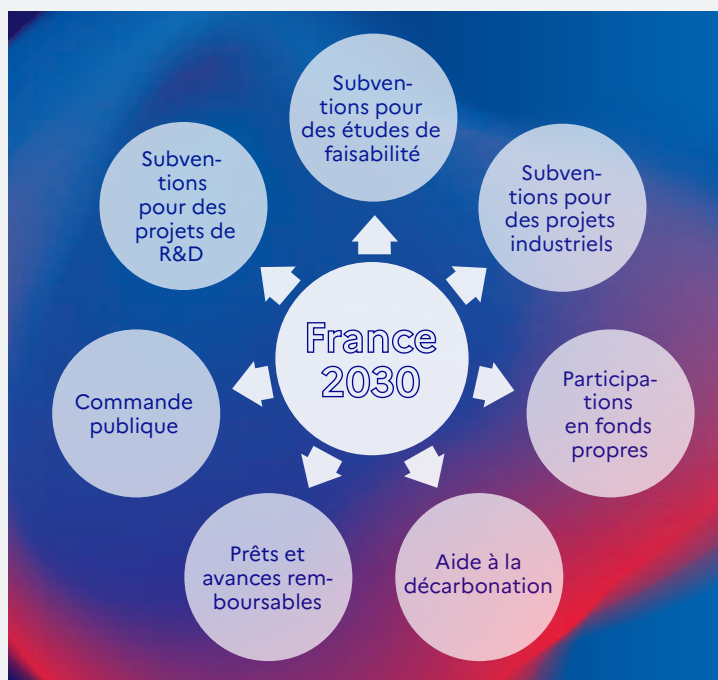 Subven-
tions pour
des études de
faisabilité
Subven-
tions pour
des projets
industriels
Participa-
tions
en fonds
propres
Aide à la
décarbonation
Prêts et
avances rem-
boursables
Commande
publique
Subven-
tions
pour des
projets de
R&D
France
2030